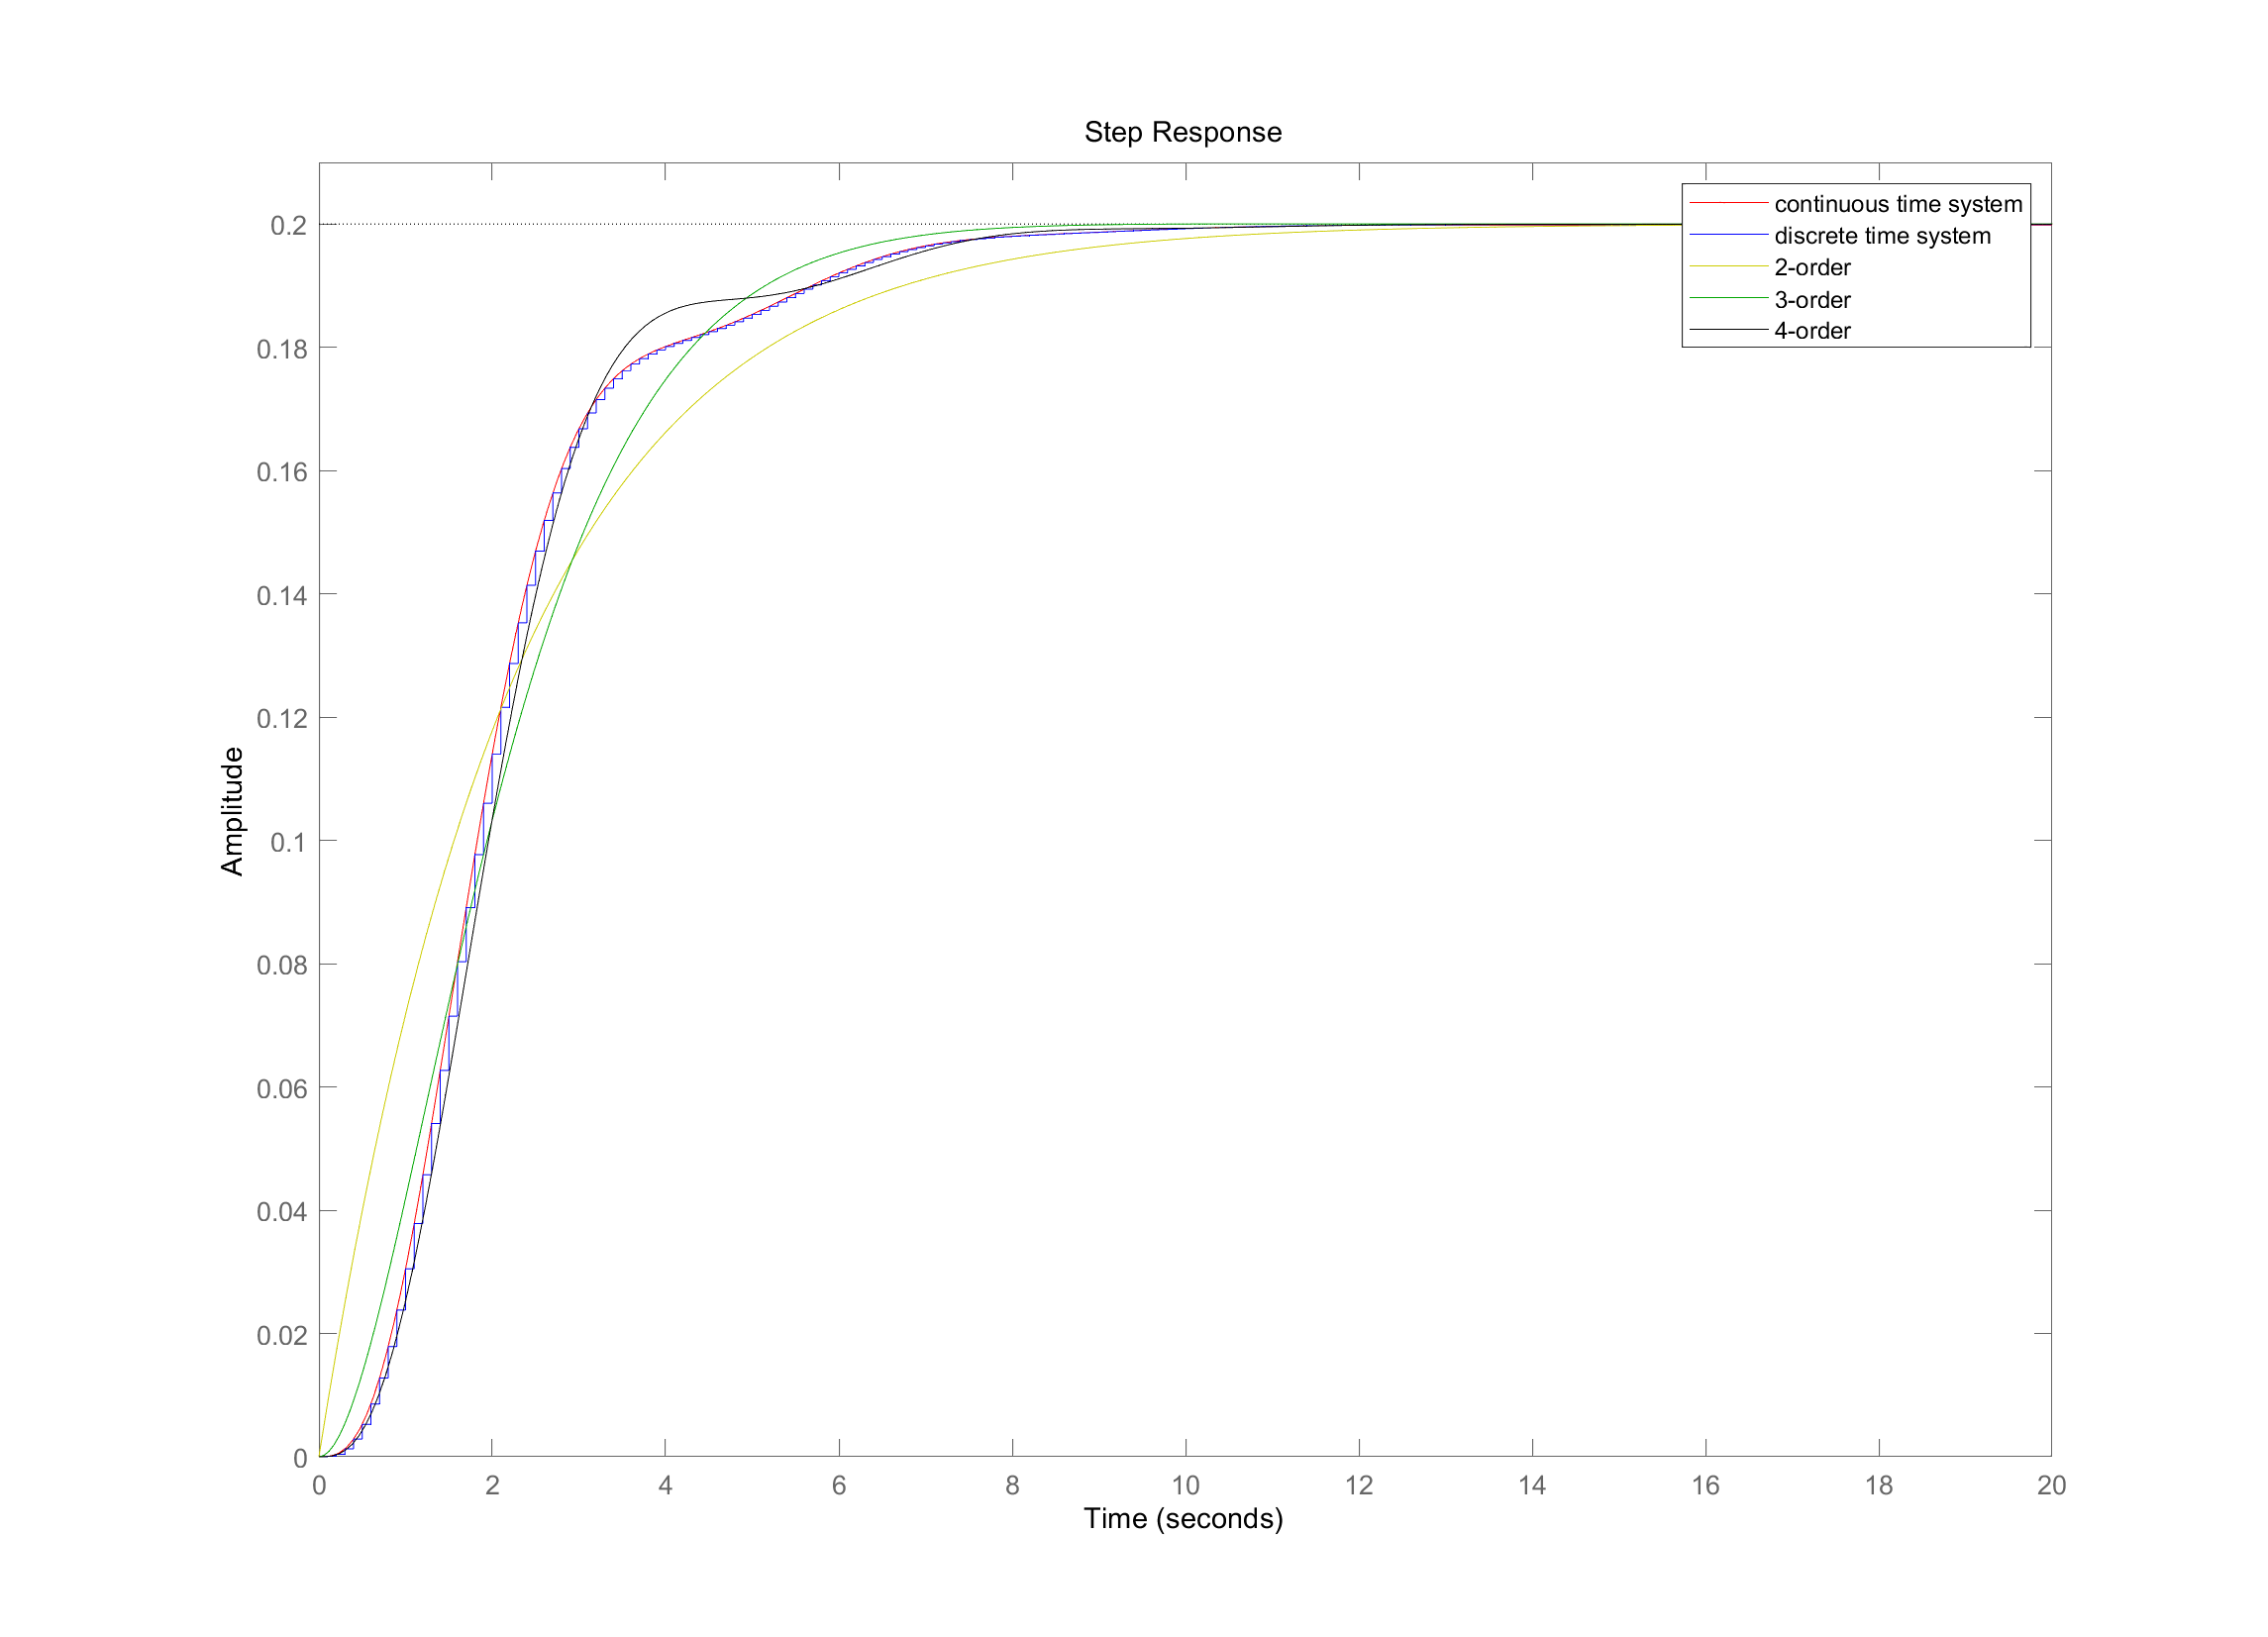 Step Response
continuous time system
discrete time system
2-order
3-order
4-order
0.2
0.18
0.16
0.14
0.12
0.1
0.08
0.06
0.04
0.02
0
Amplitude
0 2 4 6 8 10 12 14 16 18 20
Time (seconds)